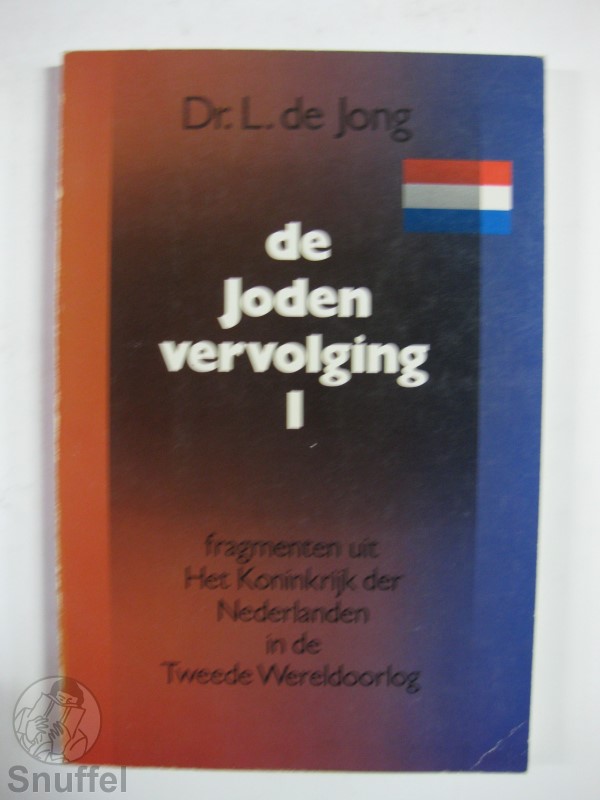 Dr. L. de Jong
de
Joden
vervolging
I
fragmenten uit
Het Koninkrijk der
Nederlanden
in de
Tweede Wereldoorlog
Snuffel